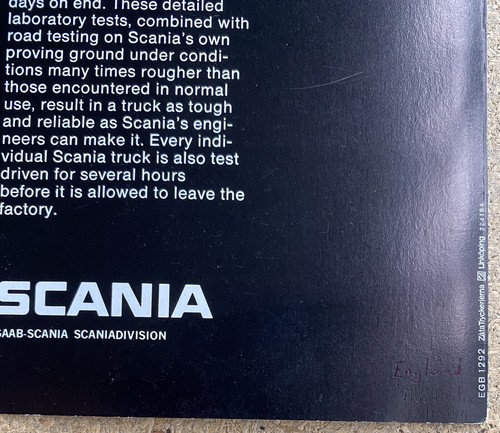 days on end. These detailed
laboratory tests, combined with
road testing on Scania's own
proving ground under condi-
tions many times rougher than
those encountered in normal
use, result in a truck as tough
and reliable as Scania's engi-
neers can make it. Every indi-
vidual Scania truck is also test
driven for several hours
before it is allowed to leave the
factory.
SCANIA
SAAB-SCANIA SCANIADIVISION
England
EGB 1292 Linköping